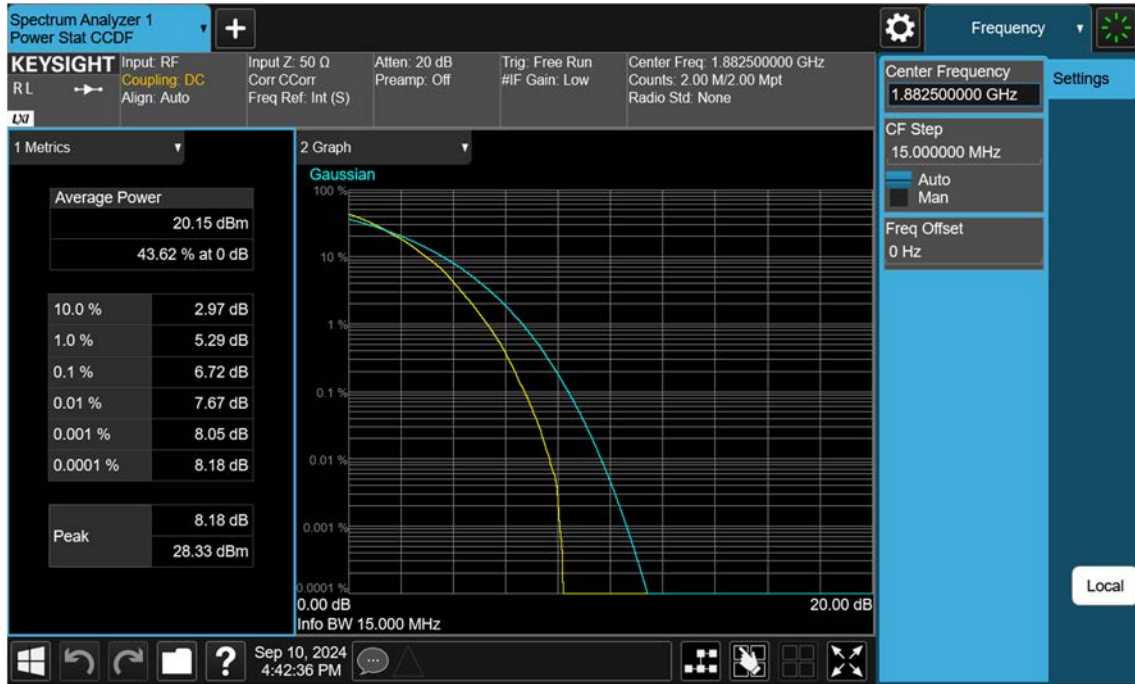 Spectrum Analyzer 1
Power Stat CCDF
+
Frequency
KEYSIGHT
R L
LXI
Input: RF
Coupling: DC
Align: Auto
Input Z: 50 Ω
Corr CCorr
Freq Ref: Int (S)
Atten: 20 dB
Preamp: Off
Trig: Free Run
#IF Gain: Low
Center Freq: 1.882500000 GHz
Counts: 2.00 M/2.00 Mpt
Radio Std: None
Center Frequency
1.882500000 GHz
Settings
CF Step
15.000000 MHz
Auto
Man
Freq Offset
0 Hz
Local
1 Metrics
Average Power
20.15 dBm
43.62 % at 0 dB
10.0 % 2.97 dB
1.0 % 5.29 dB
0.1 % 6.72 dB
0.01 % 7.67 dB
0.001 % 8.05 dB
0.0001 % 8.18 dB
Peak
8.18 dB
28.33 dBm
2 Graph
Gaussian
100 %
10 %
1 %
0.1 %
0.01 %
0.001 %
0.0001 %
0.00 dB 20.00 dB
Info BW 15.000 MHz
?
Sep 10, 2024
4:42:36 PM